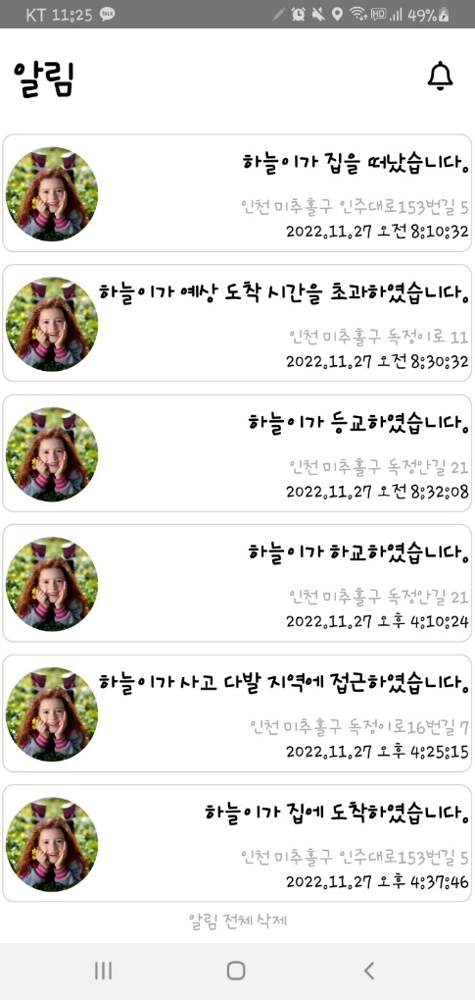 KT 11:25 TALK HD 49%
알림
하늘이가 집을 떠났습니다.
인천 미추홀구 인주대로153번길 5
2022.11.27 오전 8:10:32
하늘이가 예상 도착 시간을 초과하였습니다.
인천 미추홀구 독정이로 11
2022.11.27 오전 8:30:32
하늘이가 등교하였습니다.
인천 미추홀구 독정안길 21
2022.11.27 오전 8:32:08
하늘이가 하교하였습니다.
인천 미추홀구 독정안길 21
2022.11.27 오후 4:10:24
하늘이가 사고 다발 지역에 접근하였습니다.
인천 미추홀구 독정이로16번길 7
2022.11.27 오후 4:25:15
하늘이가 집에 도착하였습니다.
인천 미추홀구 인주대로153번길 5
2022.11.27 오후 4:37:46
알림 전체 삭제